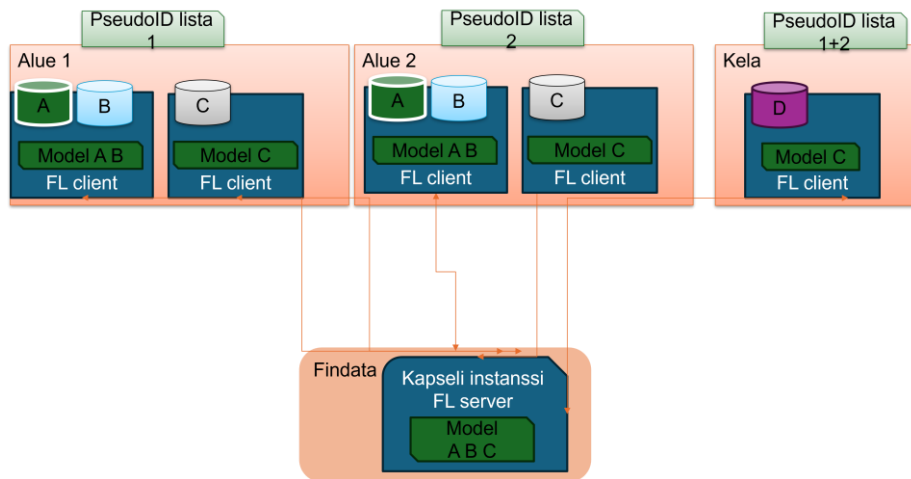 PseudoID lista
1
PseudoID lista
2
PseudoID lista
1+2
Alue 1
Alue 2
Kela
A
B
C
A
B
C
D
Model A B
Model C
Model A B
Model C
Model C
FL client
FL client
FL client
FL client
FL client
Findata
Kapseli instanssi
FL server
Model
A B C